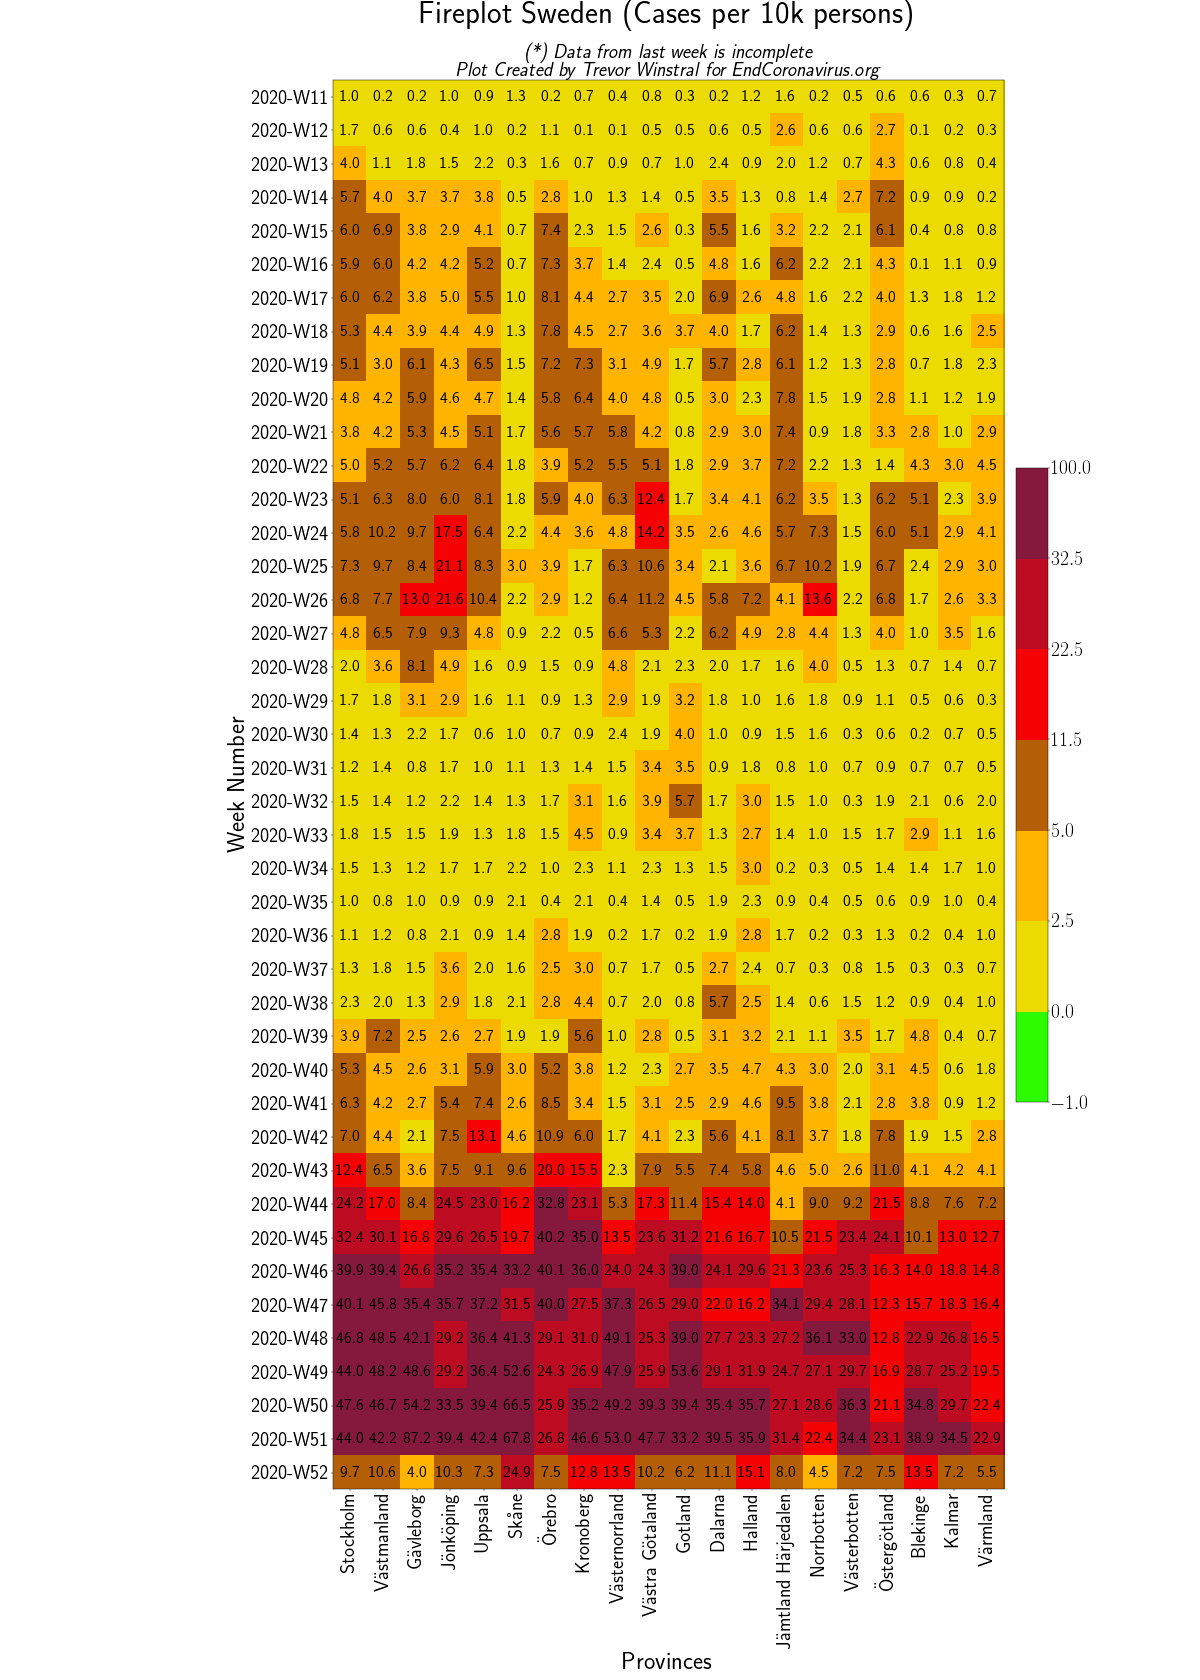 Fireplot Sweden (Cases per 10k persons)
(*) Data from last week is incomplete
Plot Created by Trevor Winstral for EndCoronavirus.org
2020-W11 1.0 0.2 0.2 1.0 0.9 1.3 0.2 0.7 0.4 0.8 0.3 0.2 1.2 1.6 0.2 0.5 0.6 0.6 0.3 0.7
2020-W12 1.7 0.6 0.6 0.4 1.0 0.2 1.1 0.1 0.1 0.5 0.5 0.6 0.5 2.6 0.6 0.6 2.7 0.1 0.2 0.3
2020-W13 4.0 1.1 1.8 1.5 2.2 0.3 1.6 0.7 0.9 0.7 1.0 2.4 0.9 2.0 1.2 0.7 4.3 0.6 0.8 0.4
2020-W14 5.7 4.0 3.7 3.7 3.8 0.5 2.8 1.0 1.3 1.4 0.5 3.5 1.3 0.8 1.4 2.7 7.2 0.9 0.9 0.2
2020-W15 6.0 6.9 3.8 2.9 4.1 0.7 7.4 2.3 1.5 2.6 0.3 5.5 1.6 3.2 2.2 2.1 6.1 0.4 0.8 0.8
2020-W16 5.9 6.0 4.2 4.2 5.2 0.7 7.3 3.7 1.4 2.4 0.5 4.8 1.6 6.2 2.2 2.1 4.3 0.1 1.1 0.9
2020-W17 6.0 6.2 3.8 5.0 5.5 1.0 8.1 4.4 2.7 3.5 2.0 6.9 2.6 4.8 1.6 2.2 4.0 1.3 1.8 1.2
2020-W18 5.3 4.4 3.9 4.4 4.9 1.3 7.8 4.5 2.7 3.6 3.7 4.0 1.7 6.2 1.4 1.3 2.9 0.6 1.6 2.5
2020-W19 5.1 3.0 6.1 4.3 6.5 1.5 7.2 7.3 3.1 4.9 1.7 5.7 2.8 6.1 1.2 1.3 2.8 0.7 1.8 2.3
2020-W20 4.8 4.2 5.9 4.6 4.7 1.4 5.8 6.4 4.0 4.8 0.5 3.0 2.3 7.8 1.5 1.9 2.8 1.1 1.2 1.9
2020-W21 3.8 4.2 5.3 4.5 5.1 1.7 5.6 5.7 5.8 4.2 0.8 2.9 3.0 7.4 0.9 1.8 3.3 2.8 1.0 2.9
2020-W22 5.0 5.2 5.7 6.2 6.4 1.8 3.9 5.2 5.5 5.1 1.8 2.9 3.7 7.2 2.2 1.3 1.4 4.3 3.0 4.5
2020-W23 5.1 6.3 8.0 6.0 8.1 1.8 5.9 4.0 6.3 12.4 1.7 3.4 4.1 6.2 3.5 1.3 6.2 5.1 2.3 3.9
2020-W24 5.8 10.2 9.7 17.5 6.4 2.2 4.4 3.6 4.8 14.2 3.5 2.6 4.6 5.7 7.3 1.5 6.0 5.1 2.9 4.1
2020-W25 7.3 9.7 8.4 21.1 8.3 3.0 3.9 1.7 6.3 10.6 3.4 2.1 3.6 6.7 10.2 1.9 6.7 2.4 2.9 3.0
2020-W26 6.8 7.7 13.0 21.6 10.4 2.2 2.9 1.2 6.4 11.2 4.5 5.8 7.2 4.1 13.6 2.2 6.8 1.7 2.6 3.3
2020-W27 4.8 6.5 7.9 9.3 4.8 0.9 2.2 0.5 6.6 5.3 2.2 6.2 4.9 2.8 4.4 1.3 4.0 1.0 3.5 1.6
2020-W28 2.0 3.6 8.1 4.9 1.6 0.9 1.5 0.9 4.8 2.1 2.3 2.0 1.7 1.6 4.0 0.5 1.3 0.7 1.4 0.7
2020-W29 1.7 1.8 3.1 2.9 1.6 1.1 0.9 1.3 2.9 1.9 3.2 1.8 1.0 1.6 1.8 0.9 1.1 0.5 0.6 0.3
2020-W30 1.4 1.3 2.2 1.7 0.6 1.0 0.7 0.9 2.4 1.9 4.0 1.0 0.9 1.5 1.6 0.3 0.6 0.2 0.7 0.5
2020-W31 1.2 1.4 0.8 1.7 1.0 1.1 1.3 1.4 1.5 3.4 3.5 0.9 1.8 0.8 1.0 0.7 0.9 0.7 0.7 0.5
2020-W32 1.5 1.4 1.2 2.2 1.4 1.3 1.7 3.1 1.6 3.9 5.7 1.7 3.0 1.5 1.0 0.3 1.9 2.1 0.6 2.0
2020-W33 1.8 1.5 1.5 1.9 1.3 1.8 1.5 4.5 0.9 3.4 3.7 1.3 2.7 1.4 1.0 1.5 1.7 2.9 1.1 1.6
2020-W34 1.5 1.3 1.2 1.7 1.7 2.2 1.0 2.3 1.1 2.3 1.3 1.5 3.0 0.2 0.3 0.5 1.4 1.4 1.7 1.0
2020-W35 1.0 0.8 1.0 0.9 0.9 2.1 0.4 2.1 0.4 1.4 0.5 1.9 2.3 0.9 0.4 0.5 0.6 0.9 1.0 0.4
2020-W36 1.1 1.2 0.8 2.1 0.9 1.4 2.8 1.9 0.2 1.7 0.2 1.9 2.8 1.7 0.2 0.3 1.3 0.2 0.4 1.0
2020-W37 1.3 1.8 1.5 3.6 2.0 1.6 2.5 3.0 0.7 1.7 0.5 2.7 2.4 0.7 0.3 0.8 1.5 0.3 0.3 0.7
2020-W38 2.3 2.0 1.3 2.9 1.8 2.1 2.8 4.4 0.7 2.0 0.8 5.7 2.5 1.4 0.6 1.5 1.2 0.9 0.4 1.0
2020-W39 3.9 7.2 2.5 2.6 2.7 1.9 1.9 5.6 1.0 2.8 0.5 3.1 3.2 2.1 1.1 3.5 1.7 4.8 0.4 0.7
2020-W40 5.3 4.5 2.6 3.1 5.9 3.0 5.2 3.8 1.2 2.3 2.7 3.5 4.7 4.3 3.0 2.0 3.1 4.5 0.6 1.8
2020-W41 6.3 4.2 2.7 5.4 7.4 2.6 8.5 3.4 1.5 3.1 2.5 2.9 4.6 9.5 3.8 2.1 2.8 3.8 0.9 1.2
2020-W42 7.0 4.4 2.1 7.5 13.1 4.6 10.9 6.0 1.7 4.1 2.3 5.6 4.1 8.1 3.7 1.8 7.8 1.9 1.5 2.8
2020-W43 12.4 6.5 3.6 7.5 9.1 9.6 20.0 15.5 2.3 7.9 5.5 7.4 5.8 4.6 5.0 2.6 11.0 4.1 4.2 4.1
2020-W44 24.2 17.0 8.4 24.5 23.0 16.2 32.8 23.1 5.3 17.3 11.4 15.4 14.0 4.1 9.0 9.2 21.5 8.8 7.6 7.2
2020-W45 32.4 30.1 16.8 29.6 26.5 19.7 40.2 35.0 13.5 23.6 31.2 21.6 16.7 10.5 21.5 23.4 24.1 10.1 13.0 12.7
2020-W46 39.9 39.4 26.6 35.2 35.4 33.2 40.1 36.0 24.0 24.3 39.0 24.1 29.6 21.3 23.6 25.3 16.3 14.0 18.8 14.8
2020-W47 40.1 45.8 35.4 35.7 37.2 31.5 40.0 27.5 37.3 26.5 29.0 22.0 16.2 34.1 29.4 28.1 12.3 15.7 18.3 16.4
2020-W48 46.8 48.5 42.1 29.2 36.4 41.3 29.1 31.0 49.1 25.3 39.0 27.7 23.3 27.2 36.1 33.0 12.8 22.9 26.8 16.5
2020-W49 44.0 48.2 48.6 29.2 36.4 52.6 24.3 26.9 47.9 25.9 53.6 29.1 31.9 24.7 27.1 29.7 16.9 28.7 25.2 19.5
2020-W50 47.6 46.7 54.2 33.5 39.4 66.5 25.9 35.2 49.2 39.3 39.4 35.4 35.7 27.1 28.6 36.3 21.1 34.8 29.7 22.4
2020-W51 44.0 42.2 87.2 39.4 42.4 67.8 26.8 46.6 53.0 47.7 33.2 39.5 35.9 31.4 22.4 34.4 23.1 38.9 34.5 22.9
2020-W52 9.7 10.6 4.0 10.3 7.3 24.9 7.5 12.8 13.5 10.2 6.2 11.1 15.1 8.0 4.5 7.2 7.5 13.5 7.2 5.5
Week Number
Stockholm
Västmanland
Gävleborg
Jönköping
Uppsala
Skåne
Örebro
Kronoberg
Västernorrland
Västra Götaland
Gotland
Dalarna
Halland
Jämtland Härjedalen
Norrbotten
Västerbotten
Östergötland
Blekinge
Kalmar
Värmland
Provinces
100.0
32.5
22.5
11.5
5.0
2.5
0.0
−1.0